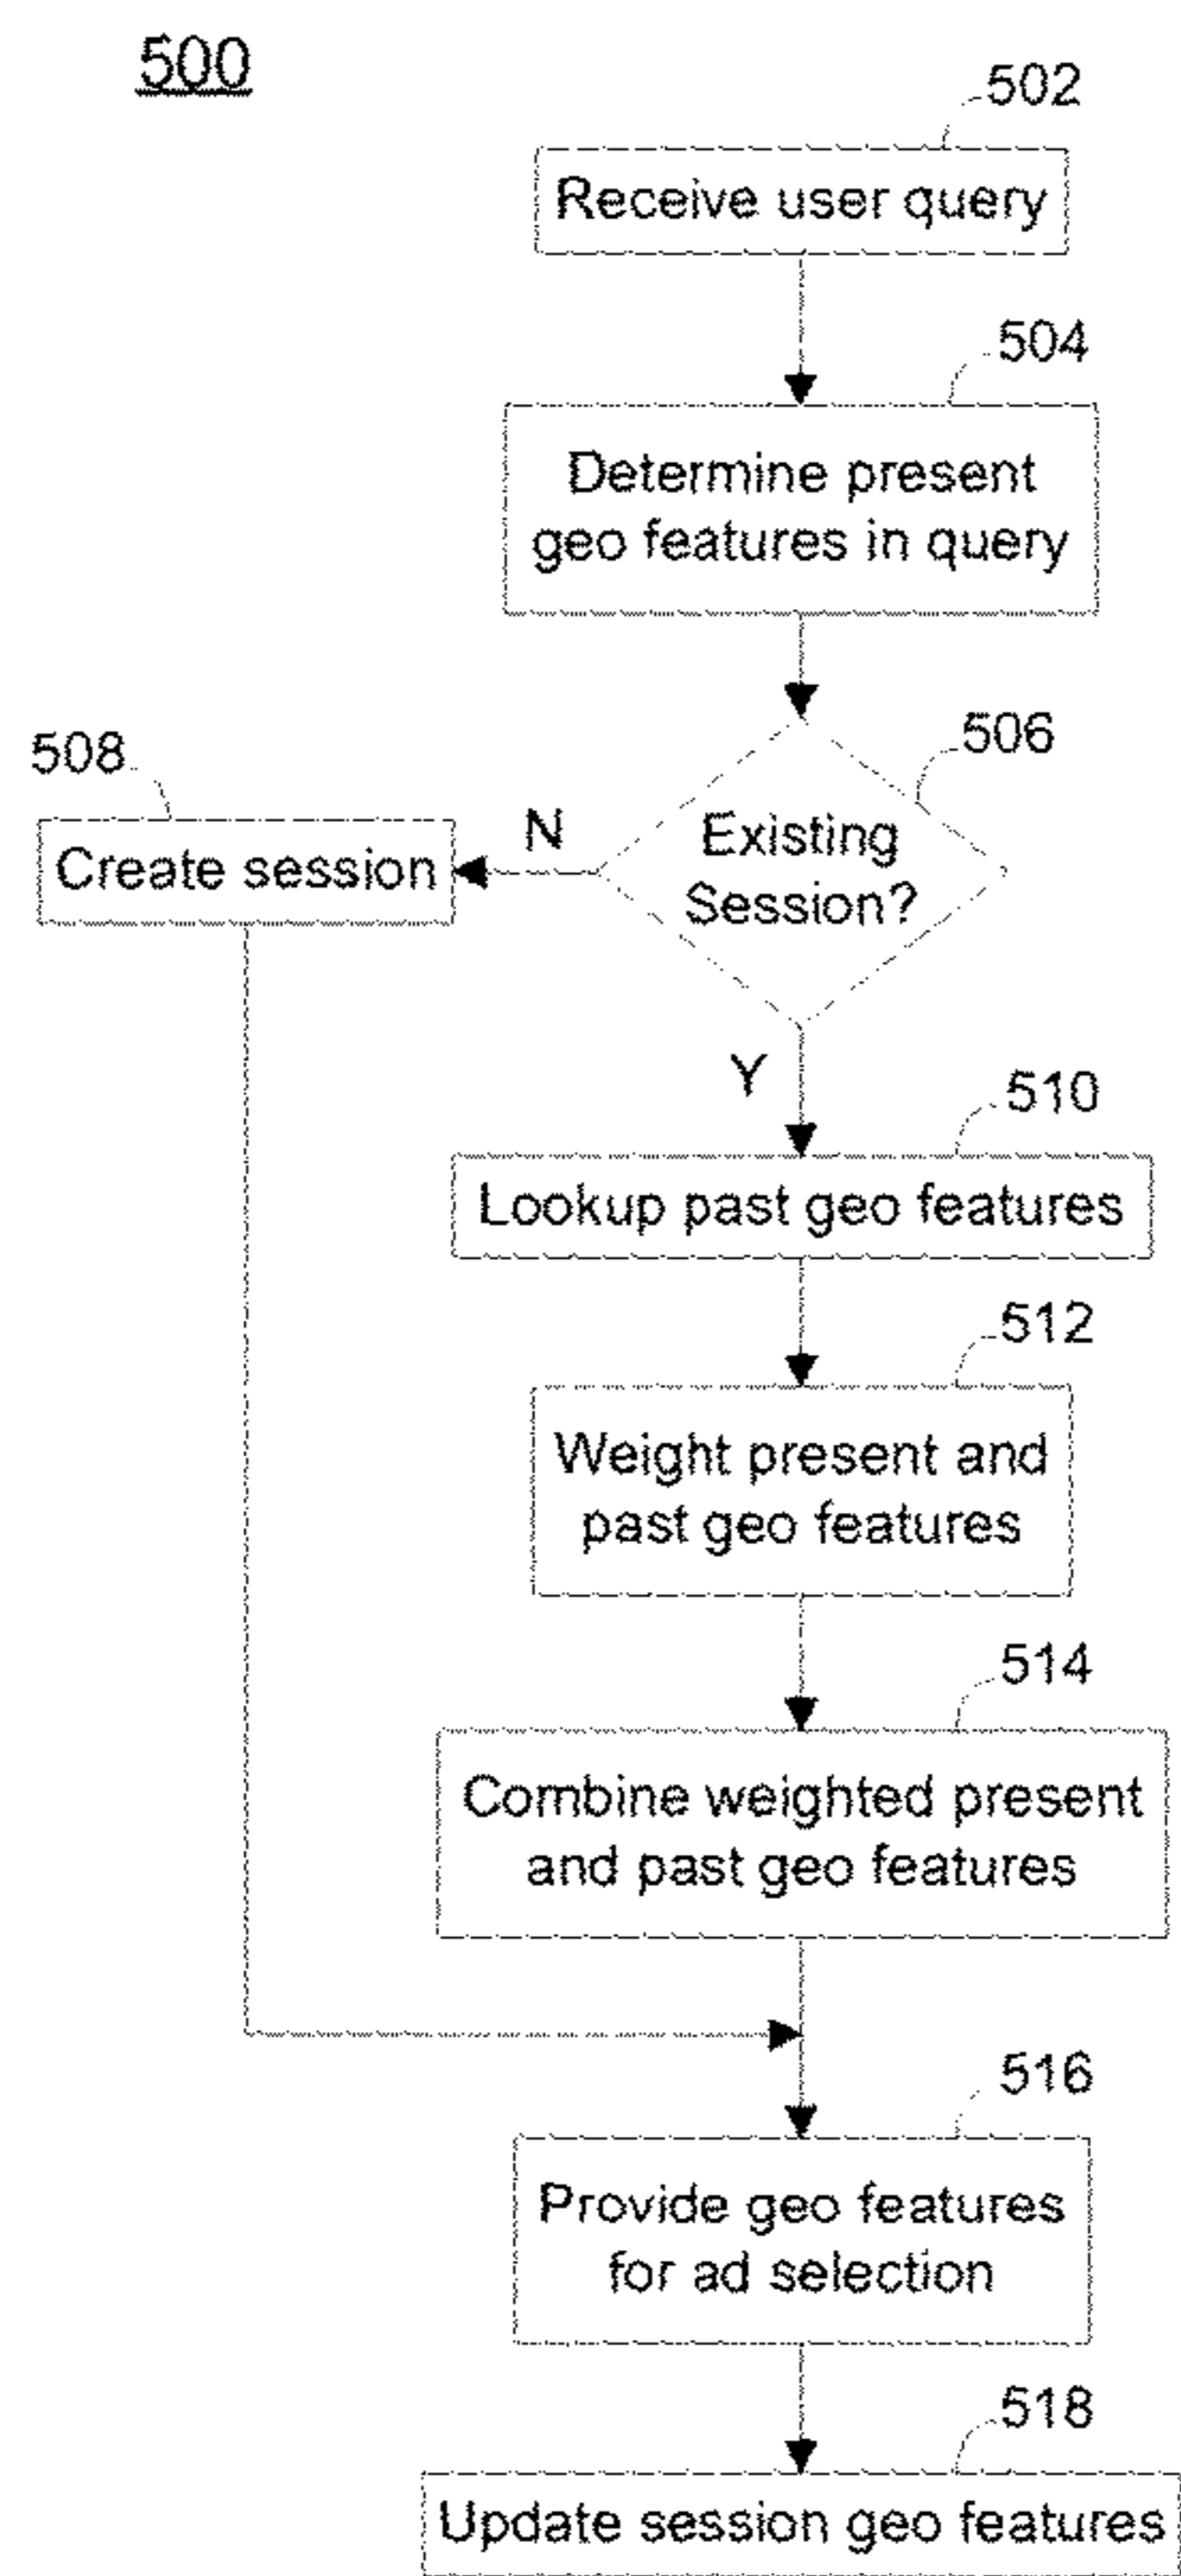 500
502
Receive user query
504
Determine present
geo features in query
506
Existing
Session?
N
508
Create session
Y
510
Lookup past geo features
512
Weight present and
past geo features
514
Combine weighted present
and past geo features
516
Provide geo features
for ad selection
518
Update session geo features